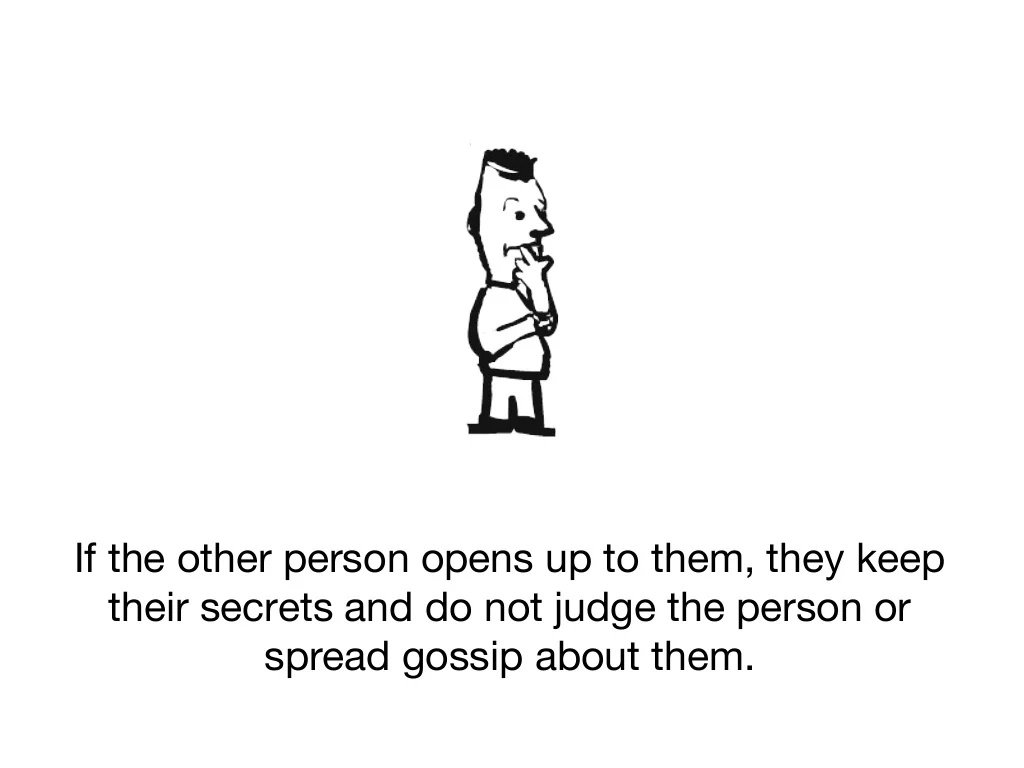 If the other person opens up to them, they keep
their secrets and do not judge the person or
spread gossip about them.